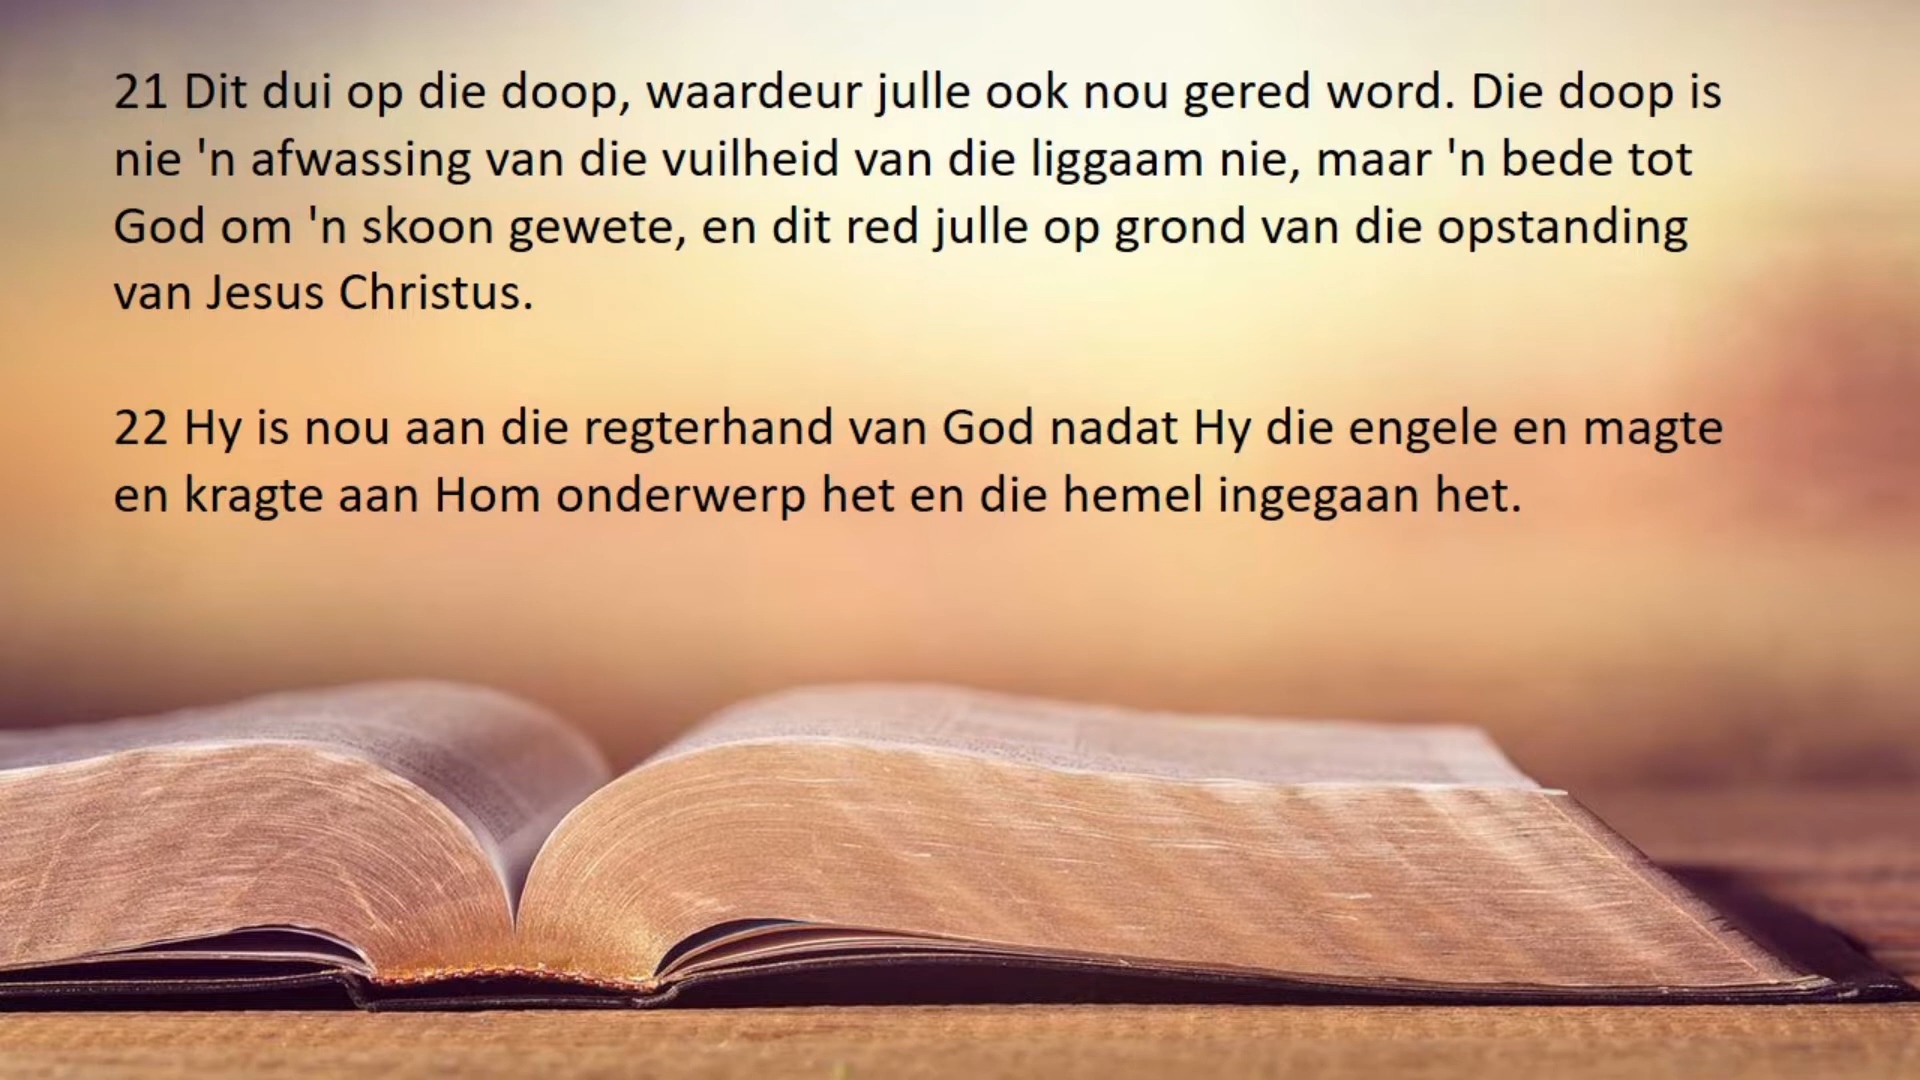 21 Dit dui op die doop, waardeur julle ook nou gered word. Die doop is
nie 'n afwassing van die vuilheid van die liggaam nie, maar 'n bede tot
God om 'n skoon gewete, en dit red julle op grond van die opstanding
van Jesus Christus.
22 Hy is nou aan die regterhand van God nadat Hy die engele en magte
en kragte aan Hom onderwerp het en die hemel ingegaan het.